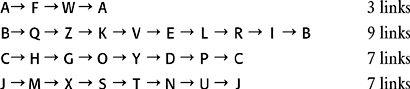 A → F → W → A 3 links
B → Q → Z → K → V → E → L → R → I → B 9 links
C → H → G → O → Y → D → P → C 7 links
J → M → X → S → T → N → U → J 7 links